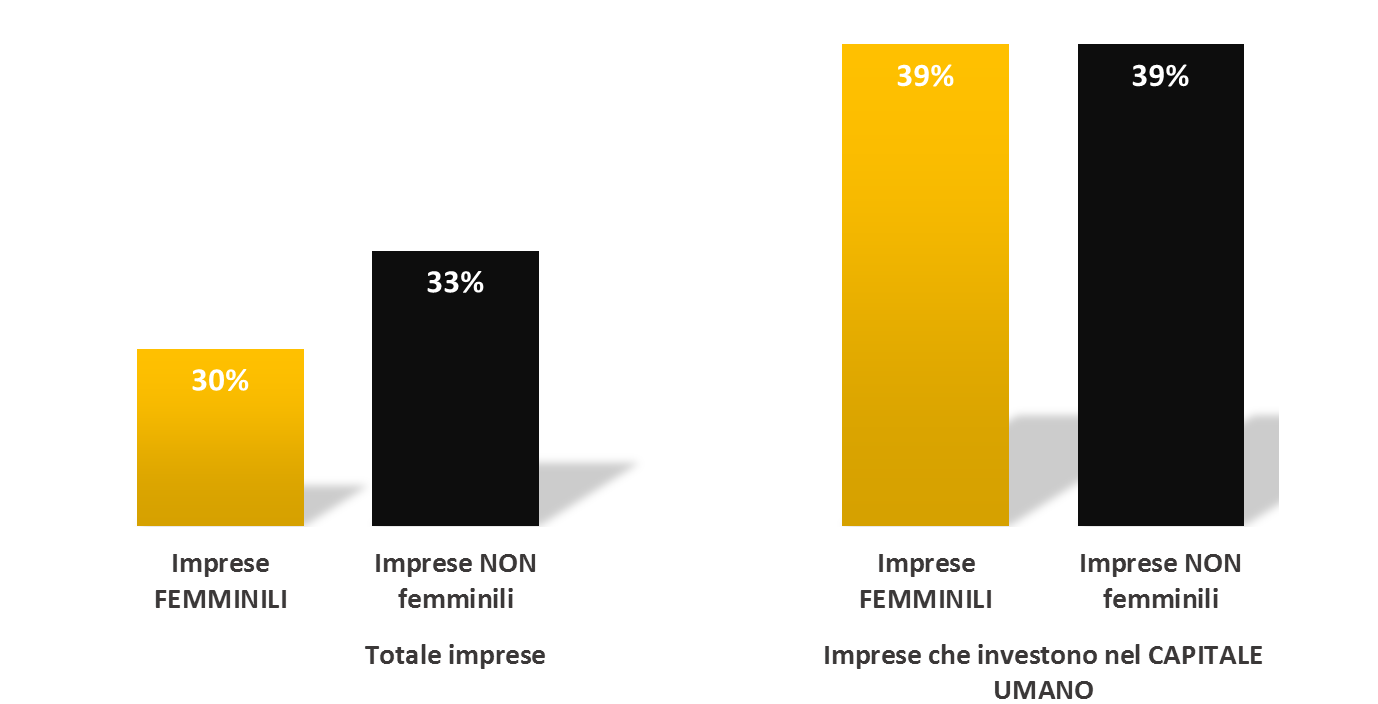 39%
39%
33%
30%
Imprese
FEMMINILI
Imprese NON
femminili
Imprese
FEMMINILI
Imprese NON
femminili
Totale imprese
Imprese che investono nel CAPITALE
UMANO